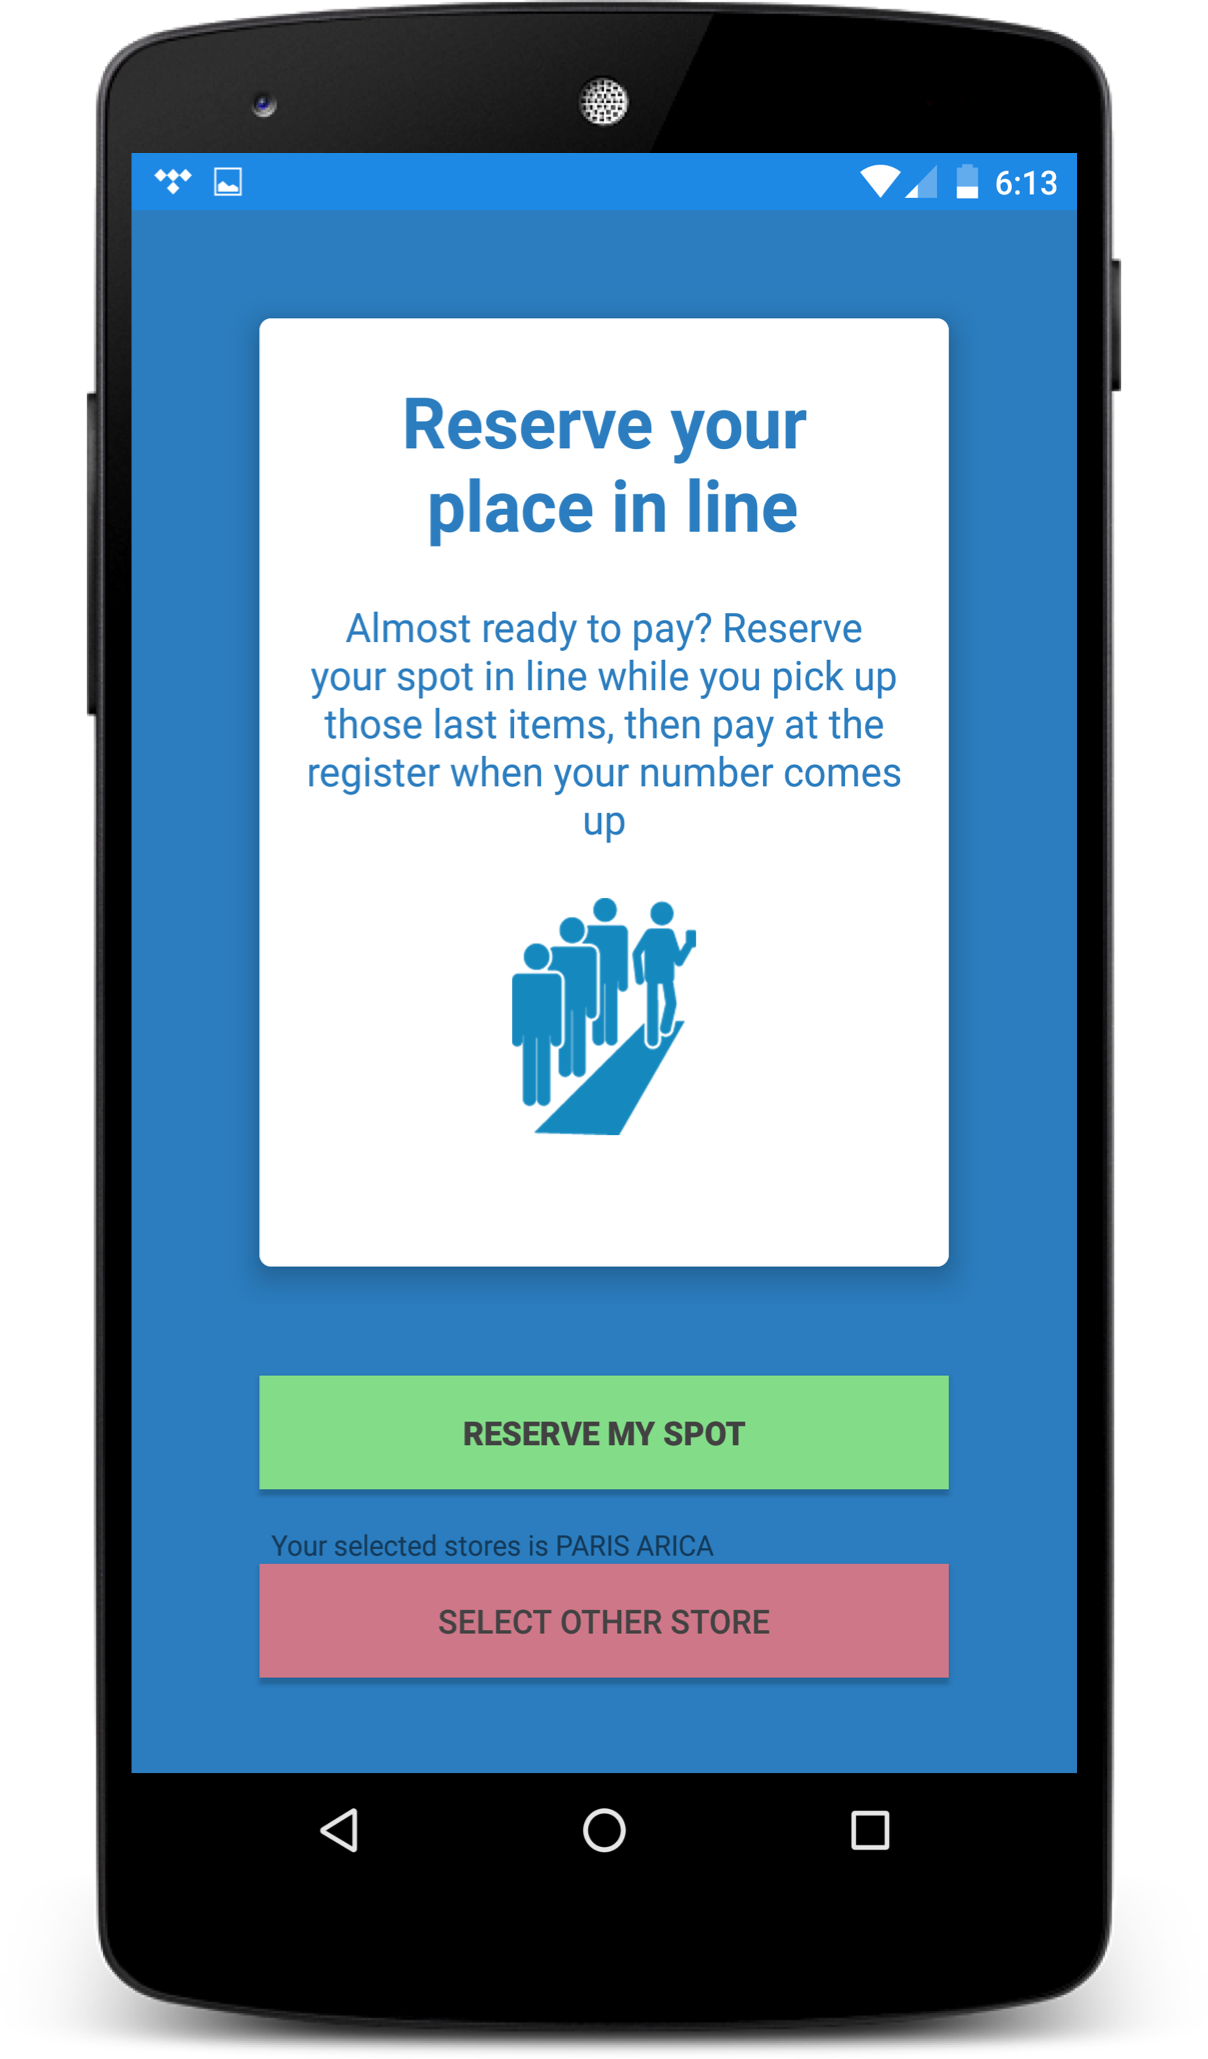 6:13
Reserve your
place in line
Almost ready to pay? Reserve
your spot in line while you pick up
those last items, then pay at the
register when your number comes
up
RESERVE MY SPOT
Your selected stores is PARIS ARICA
SELECT OTHER STORE